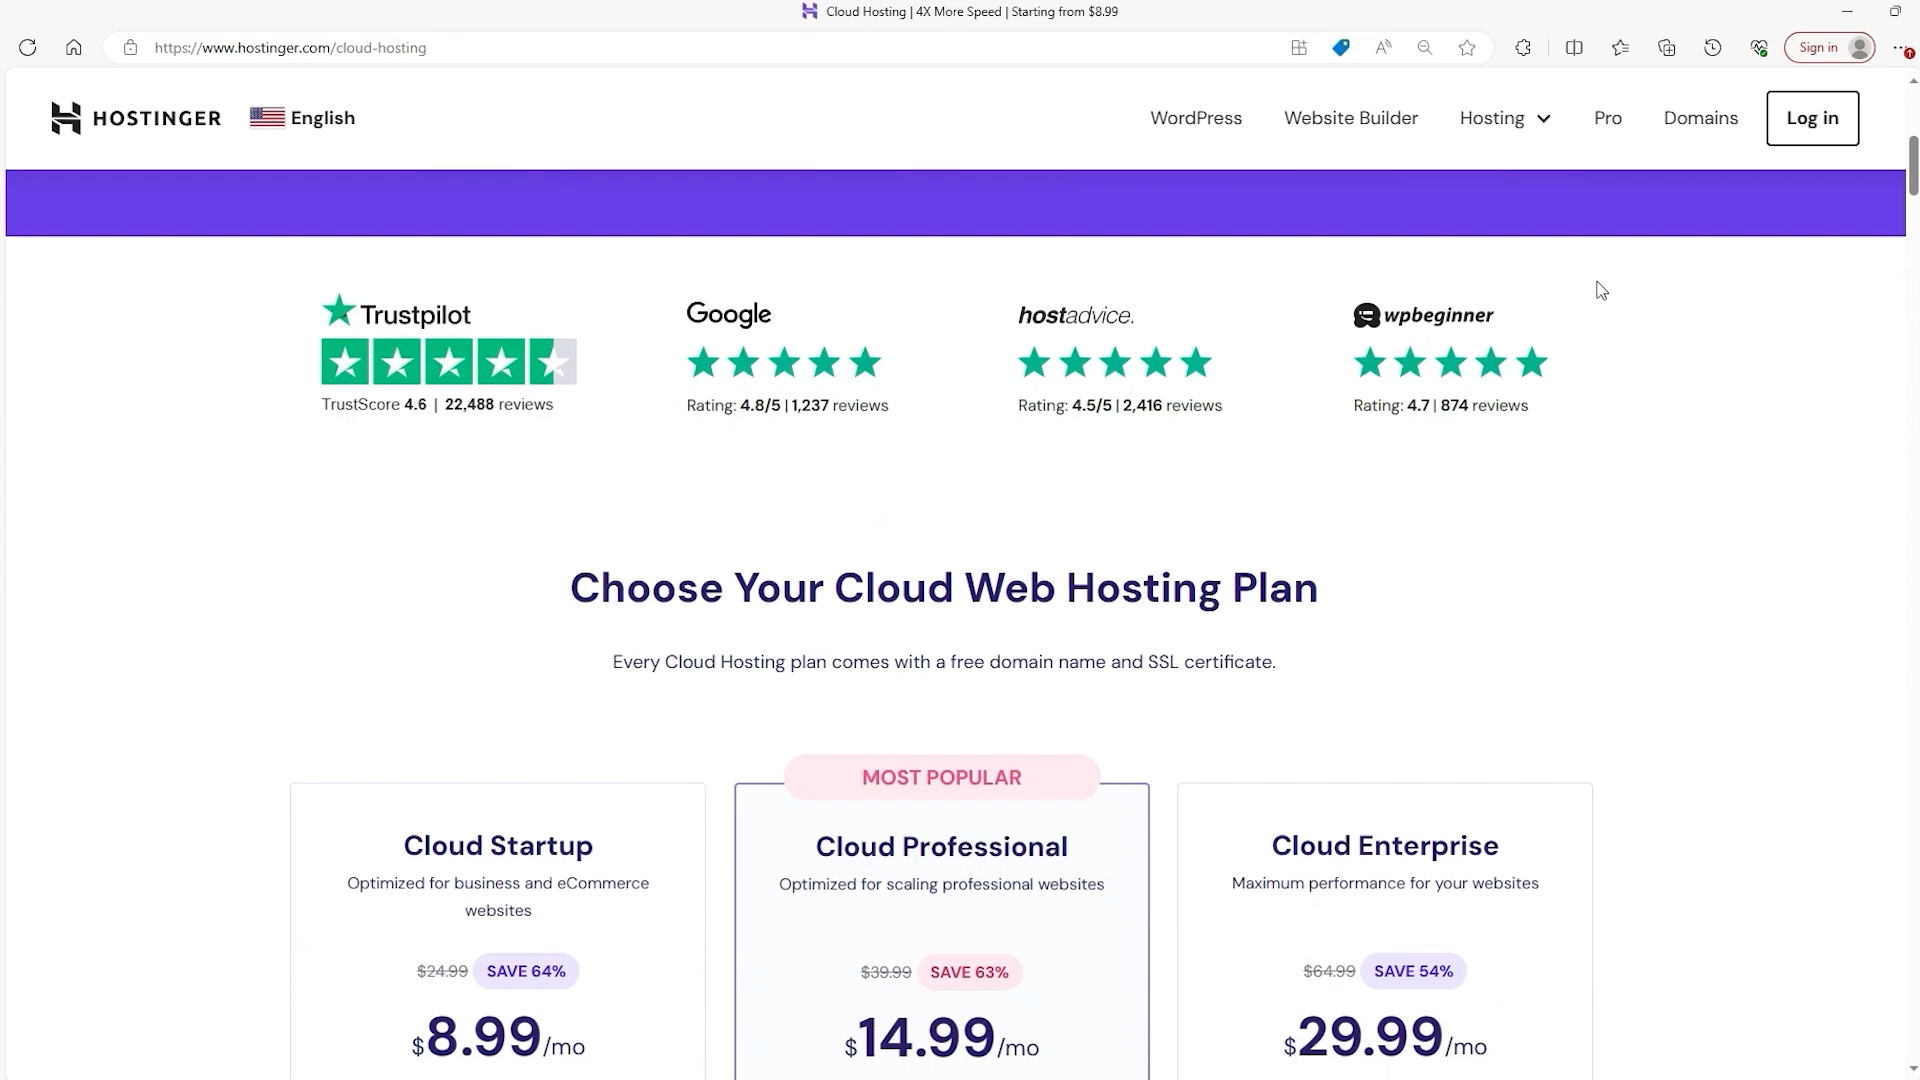 Cloud Hosting | 4X More Speed | Starting from $8.99
https://www.hostinger.com/cloud-hosting
Sign in
HOSTINGER
English
WordPress
Website Builder
Hosting
Pro
Domains
Log in
Trustpilot
TrustScore 4.6 | 22,488 reviews
Google
Rating: 4.8/5 | 1,237 reviews
hostadvice.
Rating: 4.5/5 | 2,416 reviews
wpbeginner
Rating: 4.7 | 874 reviews
Choose Your Cloud Web Hosting Plan
Every Cloud Hosting plan comes with a free domain name and SSL certificate.
MOST POPULAR
Cloud Startup
Optimized for business and eCommerce
websites
$24.99 SAVE 64%
$8.99/mo
Cloud Professional
Optimized for scaling professional websites
$39.99 SAVE 63%
$14.99/mo
Cloud Enterprise
Maximum performance for your websites
$64.99 SAVE 54%
$29.99/mo